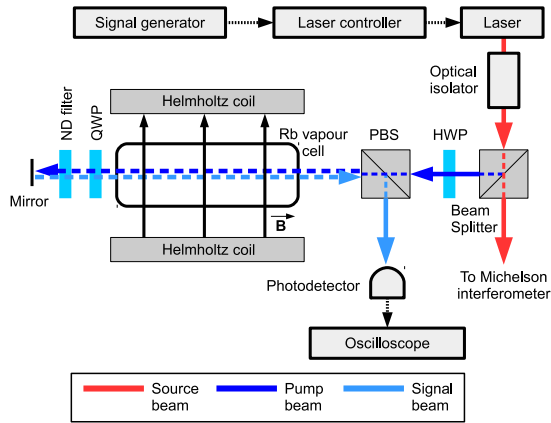 Signal generator
Laser controller
Laser
Optical
isolator
ND filter
QWP
Helmholtz coil
Rb vapour
cell
PBS
HWP
Mirror
B
Beam
Splitter
Helmholtz coil
Photodetector
To Michelson
interferometer
Oscilloscope
Source
beam
Pump
beam
Signal
beam